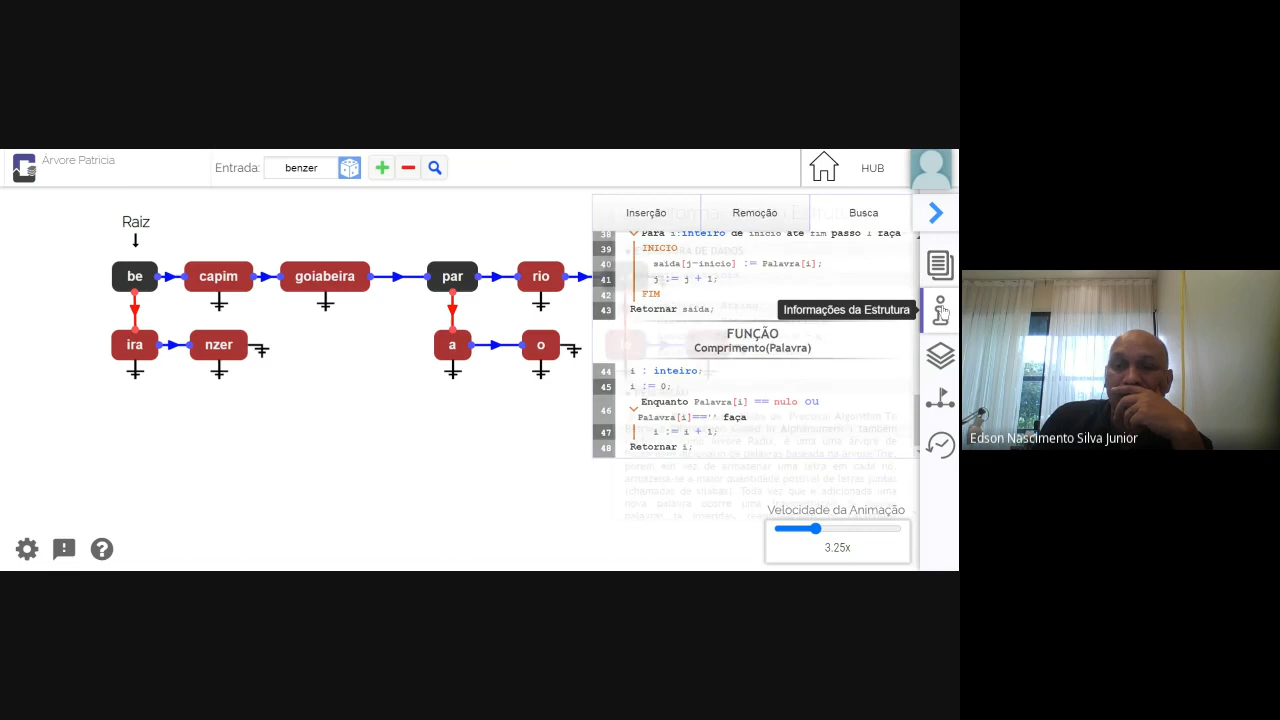 Árvore Patricia
Entrada:
benzer
HUB
Raiz
be
capim
goiabeira
par
rio
ira
nzer
a
o
Inserção
Remoção
Busca
38 Para i:inteiro de inicio até fim passo 1 faça
39 INICIO
40 saida[j-inicio] := Palavra[i];
41 j := j + 1;
42 FIM
43 Retornar saida;
Informações da Estrutura
FUNÇÃO
Comprimento(Palavra)
44 i : inteiro;
45 i := 0;
Enquanto Palavra[i] == nulo ou
46 Palavra[i]=='' faça
47 i := i + 1;
48 Retornar i;
Velocidade da Animação
3.25x
Edson Nascimento Silva Junior